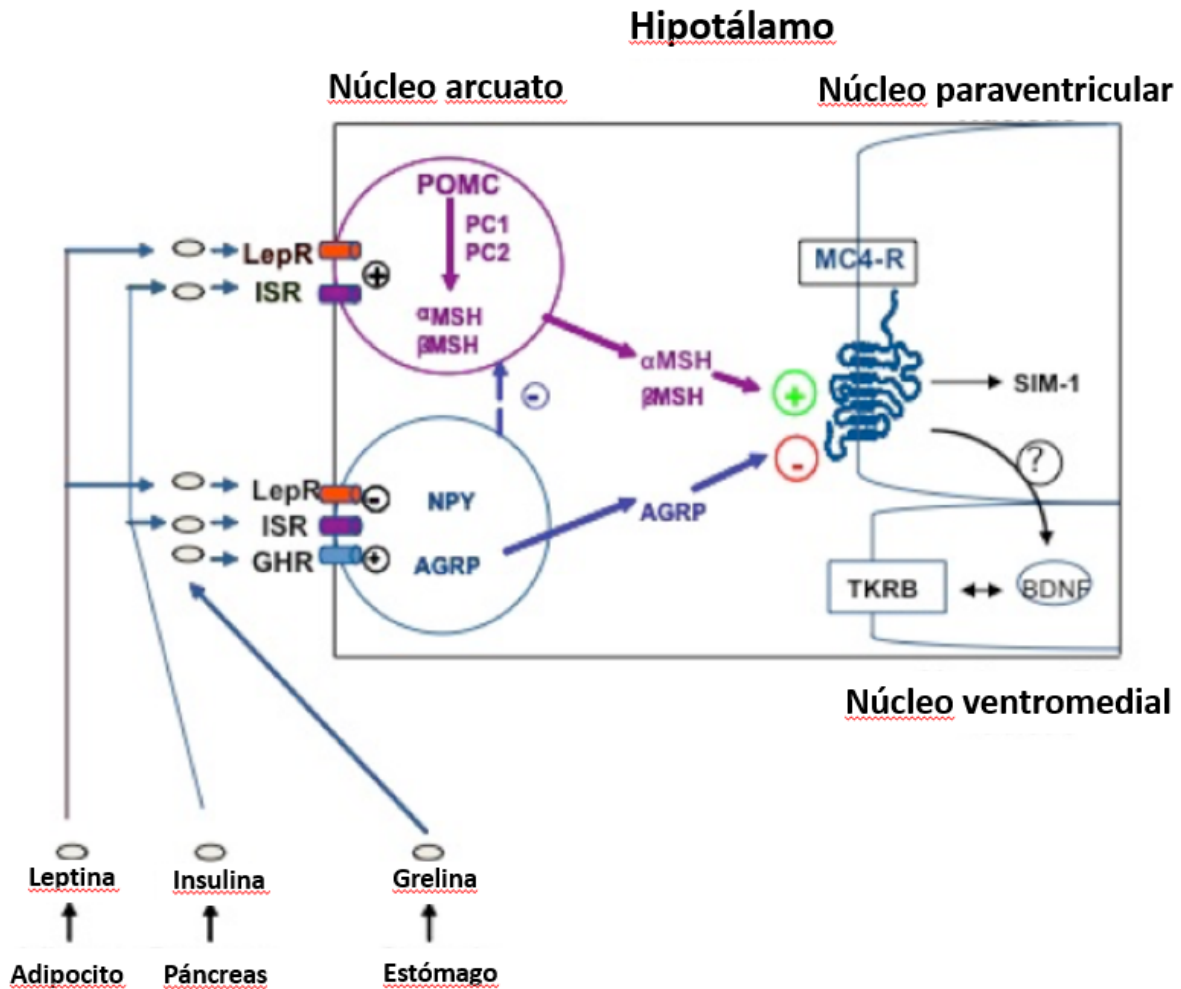 Hipotálamo
Núcleo arcuato
Núcleo paraventricular
POMC
PC1
PC2
LepR
+
ISR
αMSH
βMSH
MC4-R
αMSH
βMSH
+
-
SIM-1
-
?
LepR
-
NPY
ISR
AGRP
GHR
+
AGRP
TKRB
BDNF
Núcleo ventromedial
Leptina
Insulina
Grelina
Adipocito
Páncreas
Estómago